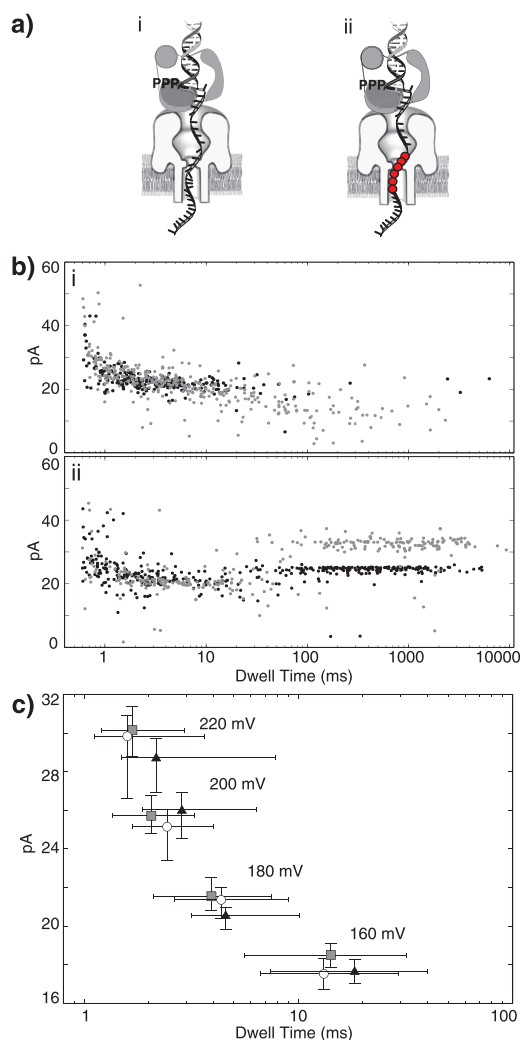 a)
i
ii
PPP
PPP
b)
i
60
40
20
0
pA
ii
60
40
20
0
pA
1
10
100
1000
10000
Dwell Time (ms)
c)
32
28
24
20
16
pA
220 mV
200 mV
180 mV
160 mV
1
10
100
Dwell Time (ms)